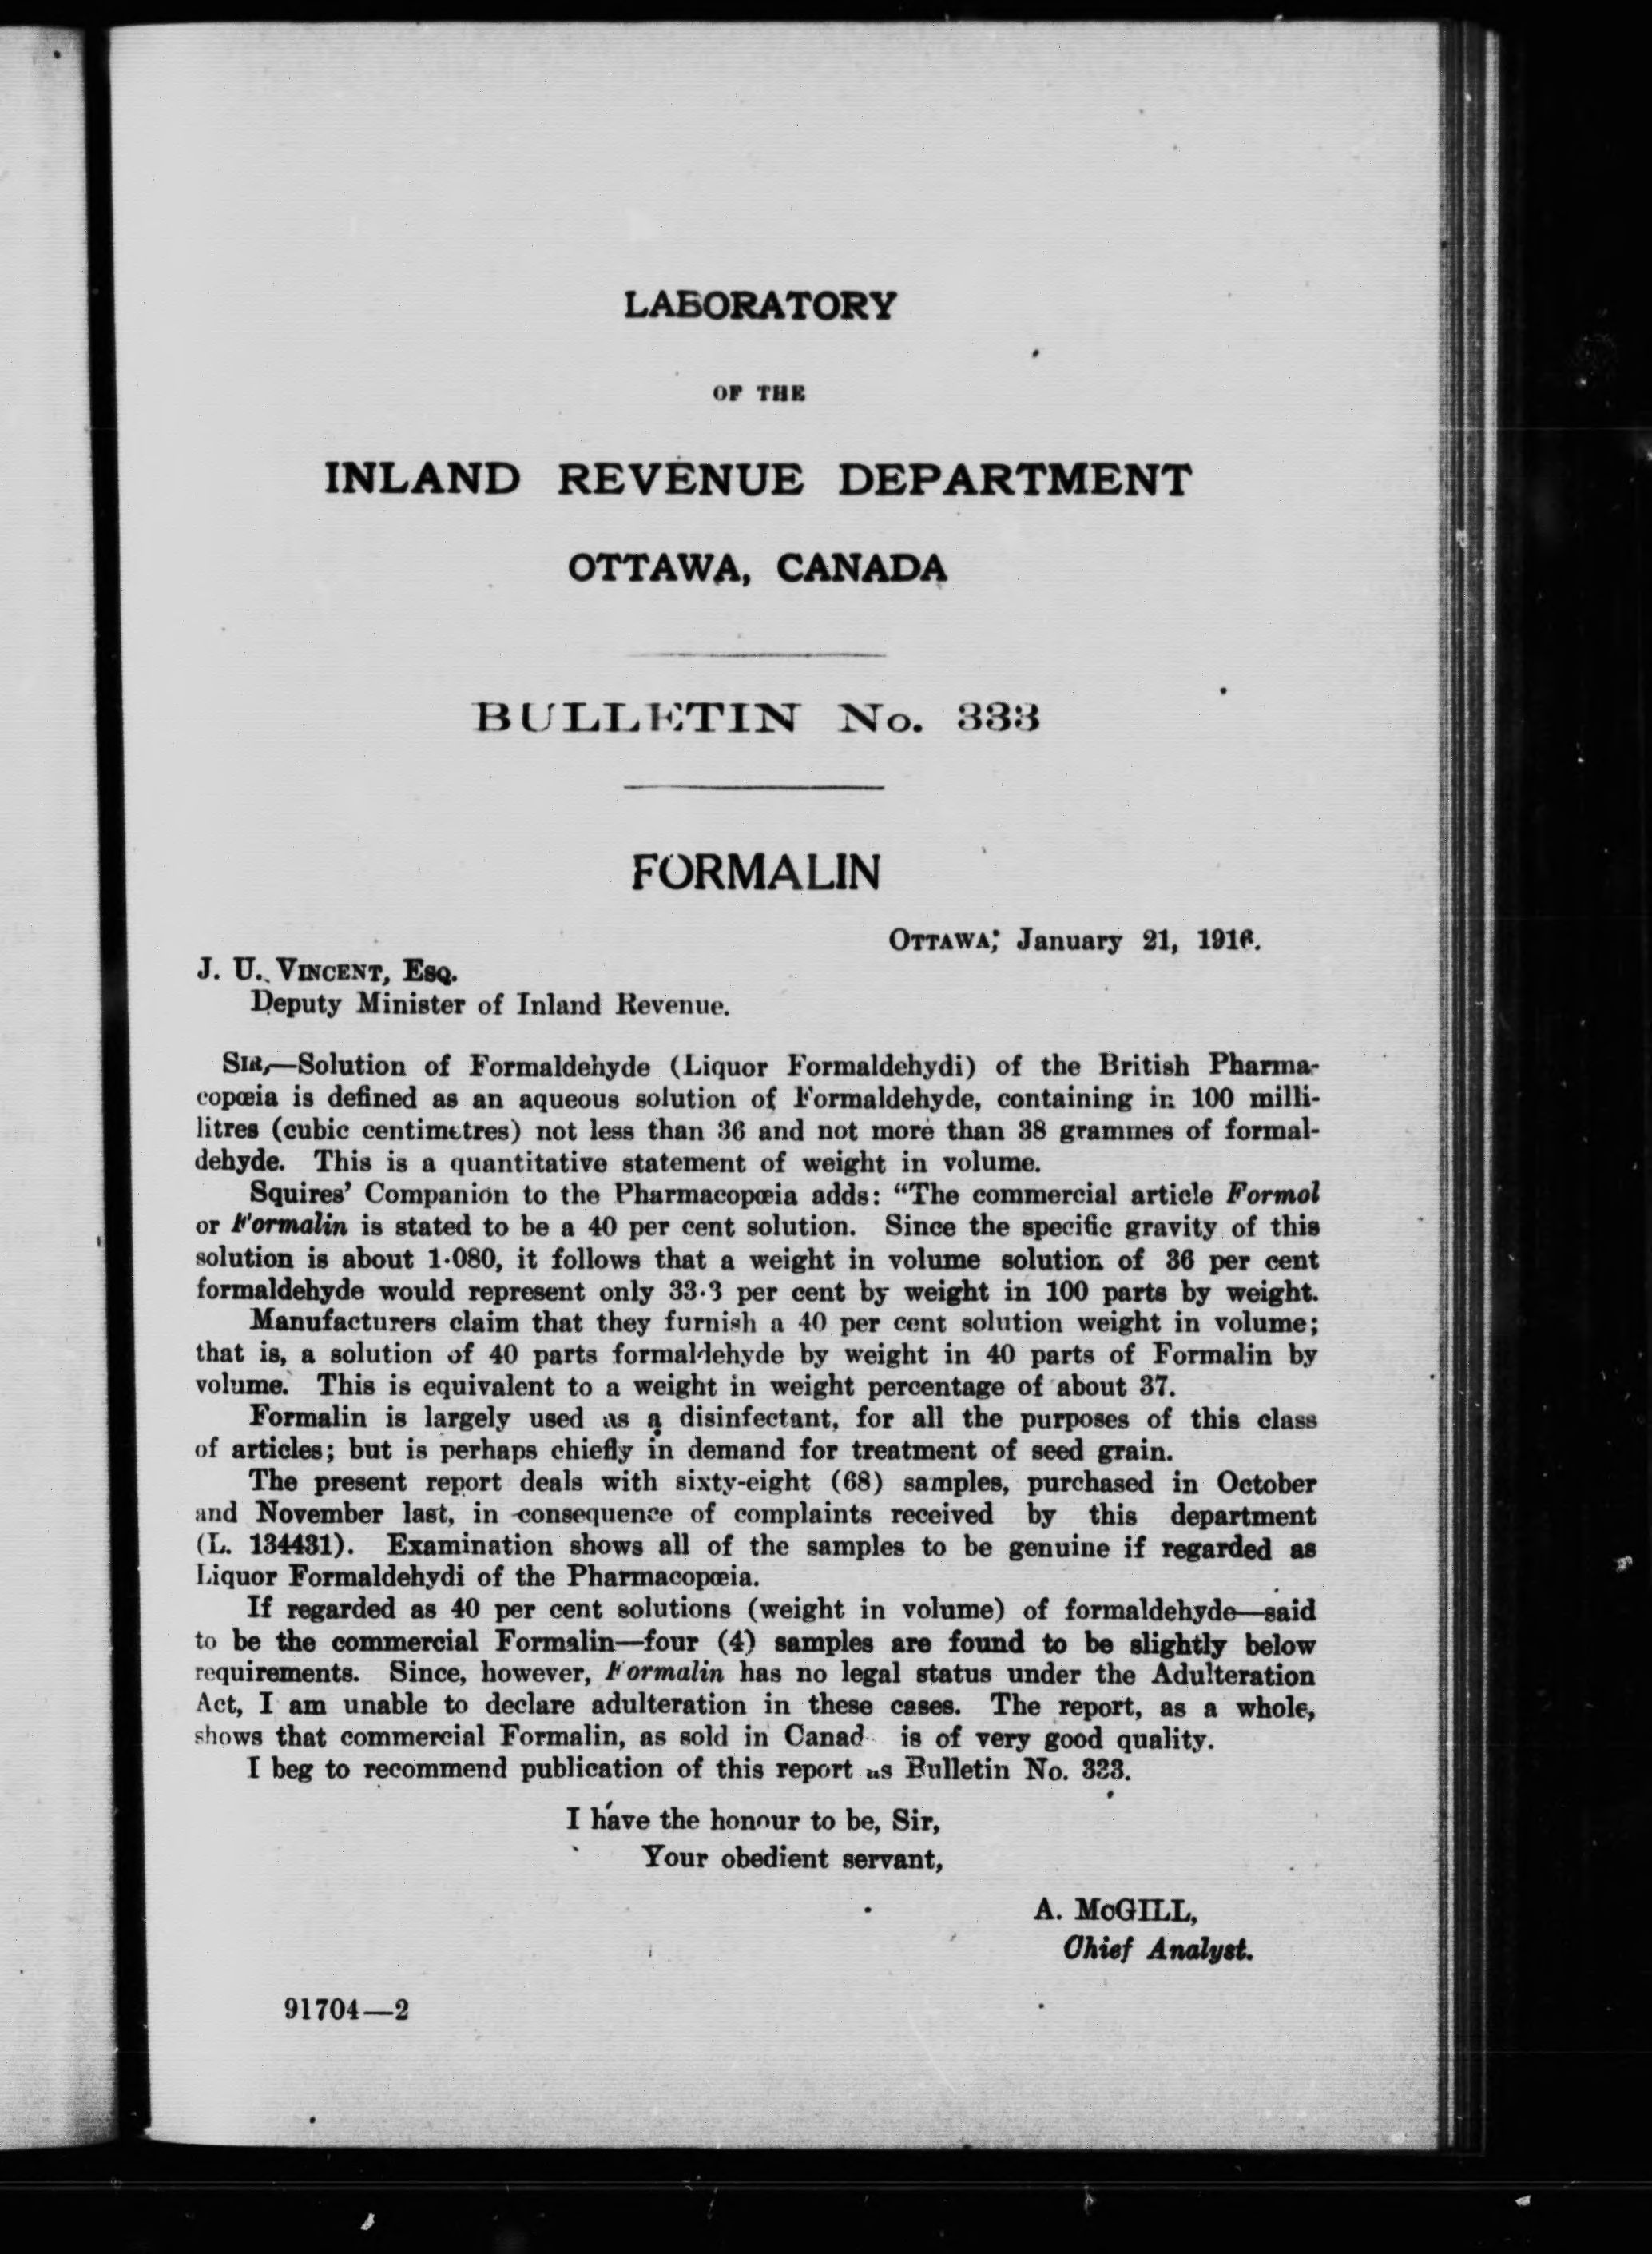 LABORATORY
OF THE
INLAND REVENUE DEPARTMENT
OTTAWA, CANADA
BULLETIN No. 333
FORMALIN
OTTAWA, January 21, 1916.
J. U. VINCENT, ESQ.
Deputy Minister of Inland Revenue.
SIR,—Solution of Formaldehyde (Liquor Formaldehydi) of the British Pharma-
copœia is defined as an aqueous solution of Formaldehyde, containing in 100 milli-
litres (cubic centimetres) not less than 36 and not more than 38 grammes of formal-
dehyde. This is a quantitative statement of weight in volume.
Squires' Companion to the Pharmacopœia adds: "The commercial article Formol
or Formalin is stated to be a 40 per cent solution. Since the specific gravity of this
solution is about 1·080, it follows that a weight in volume solution of 36 per cent
formaldehyde would represent only 33·3 per cent by weight in 100 parts by weight.
Manufacturers claim that they furnish a 40 per cent solution weight in volume;
that is, a solution of 40 parts formaldehyde by weight in 40 parts of Formalin by
volume. This is equivalent to a weight in weight percentage of about 37.
Formalin is largely used as a disinfectant, for all the purposes of this class
of articles; but is perhaps chiefly in demand for treatment of seed grain.
The present report deals with sixty-eight (68) samples, purchased in October
and November last, in consequence of complaints received by this department
(L. 134431). Examination shows all of the samples to be genuine if regarded as
Liquor Formaldehydi of the Pharmacopœia.
If regarded as 40 per cent solutions (weight in volume) of formaldehyde—said
to be the commercial Formalin—four (4) samples are found to be slightly below
requirements. Since, however, Formalin has no legal status under the Adulteration
Act, I am unable to declare adulteration in these cases. The report, as a whole,
shows that commercial Formalin, as sold in Canad is of very good quality.
I beg to recommend publication of this report as Bulletin No. 333.
I have the honour to be, Sir,
Your obedient servant,
A. McGILL,
Chief Analyst.
91704—2